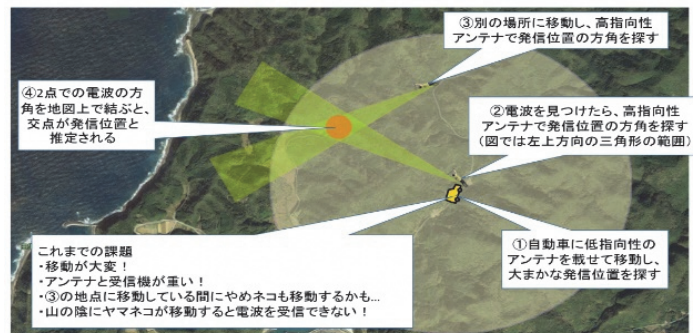 ③別の場所に移動し、高指向性
アンテナで発信位置の方角を探す
④2点での電波の方
角を地図上で結ぶと、
交点が発信位置と
推定される
②電波を見つけたら、高指向性
アンテナで発信位置の方角を探す
(図では左上方向の三角形の範囲)
①自動車に低指向性の
アンテナを載せて移動し、
大まかな発信位置を探す
これまでの課題
・移動が大変!
・アンテナと受信機が重い!
・③の地点に移動している間にやめネコも移動するかも…
・山の陰にヤマネコが移動すると電波を受信できない!